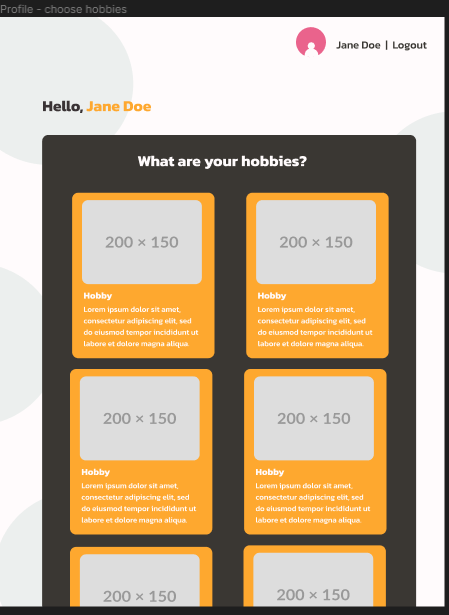 Profile - choose hobbies
Jane Doe | Logout
Hello, Jane Doe
What are your hobbies?
200 × 150
Hobby
Lorem ipsum dolor sit amet,
consectetur adipiscing elit, sed
do eiusmod tempor incididunt ut
labore et dolore magna aliqua.
200 × 150
Hobby
Lorem ipsum dolor sit amet,
consectetur adipiscing elit, sed
do eiusmod tempor incididunt ut
labore et dolore magna aliqua.
200 × 150
Hobby
Lorem ipsum dolor sit amet,
consectetur adipiscing elit, sed
do eiusmod tempor incididunt ut
labore et dolore magna aliqua.
200 × 150
Hobby
Lorem ipsum dolor sit amet,
consectetur adipiscing elit, sed
do eiusmod tempor incididunt ut
labore et dolore magna aliqua.
200 × 150
200 × 150